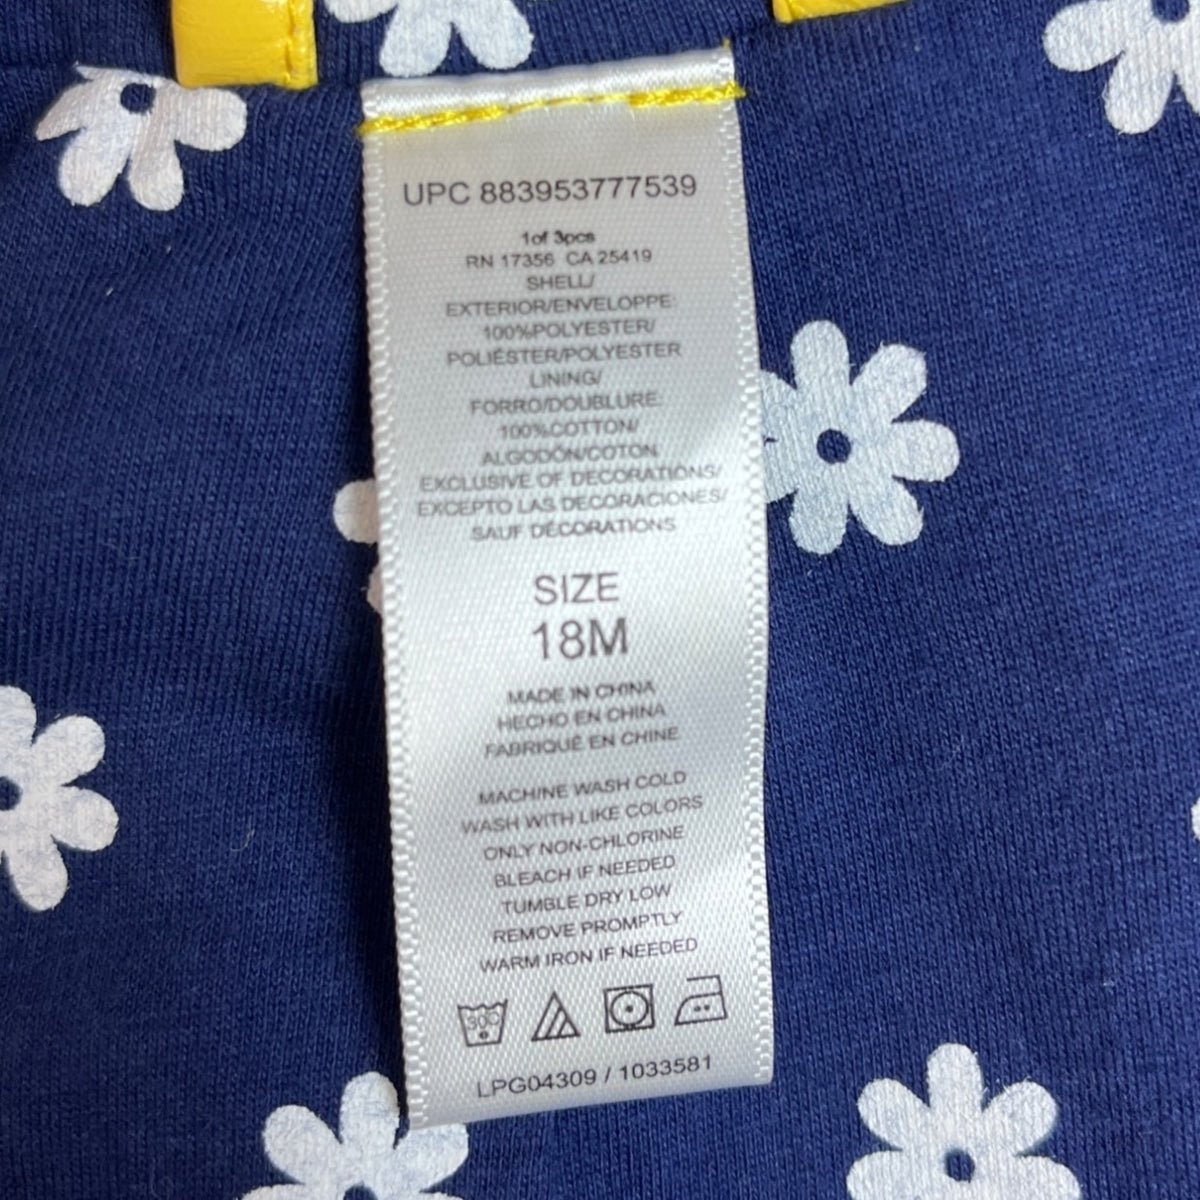 UPC 883953777539
1of 3pcs
RN 17356 CA 25419
SHELL/
EXTERIOR/ENVELOPPE:
100%POLYESTER/
POLIÉSTER/POLYESTER
LINING/
FORRO/DOUBLURE:
100%COTTON/
ALGODÓN/COTON
EXCLUSIVE OF DECORATIONS/
EXCEPTO LAS DECORACIONES/
SAUF DÉCORATIONS
SIZE
18M
MADE IN CHINA
HECHO EN CHINA
FABRIQUÉ EN CHINE
MACHINE WASH COLD
WASH WITH LIKE COLORS
ONLY NON-CHLORINE
BLEACH IF NEEDED
TUMBLE DRY LOW
REMOVE PROMPTLY
WARM IRON IF NEEDED
30C
LPG04309 / 1033581